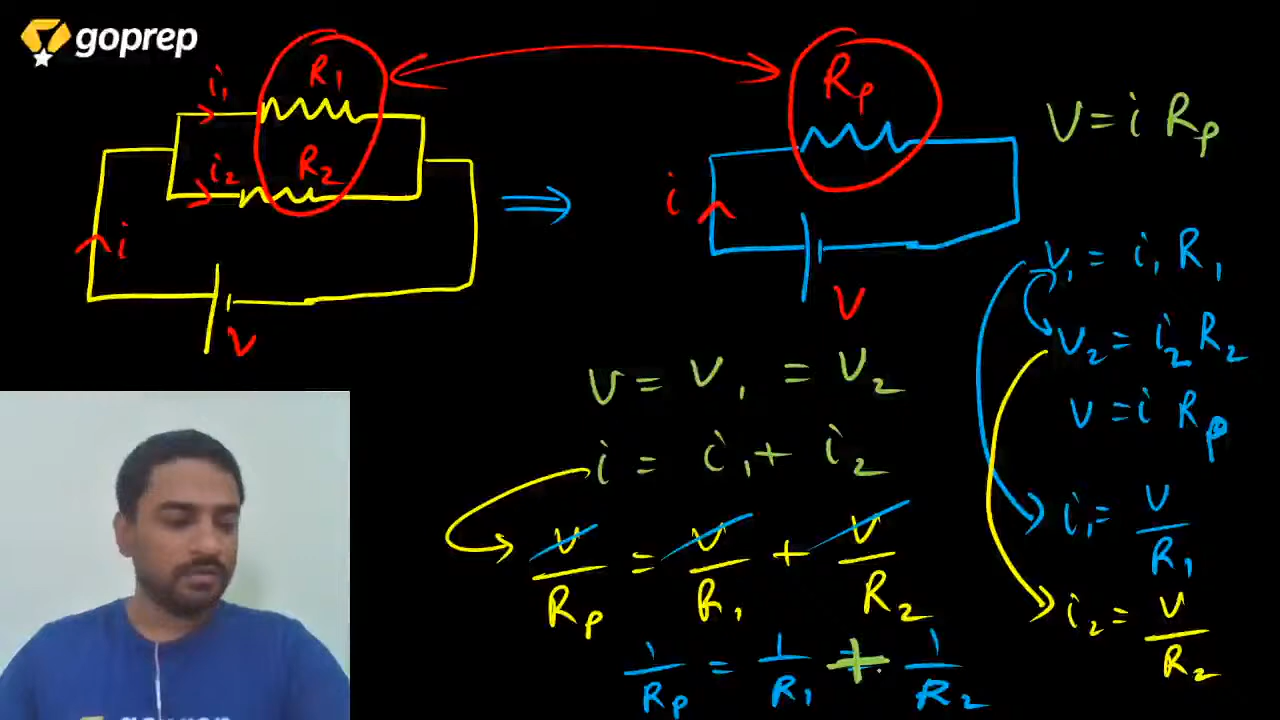 goprep
i₁ R₁
i₂ R₂
i
V
Rₚ
i
V
V = i Rₚ
V₁ = i₁ R₁
V₂ = i₂ R₂
V = i Rₚ
i₁ = V/R₁
i₂ = V/R₂
V = V₁ = V₂
i = i₁ + i₂
V/Rₚ = V/R₁ + V/R₂
1/Rₚ = 1/R₁ + 1/R₂
goprep